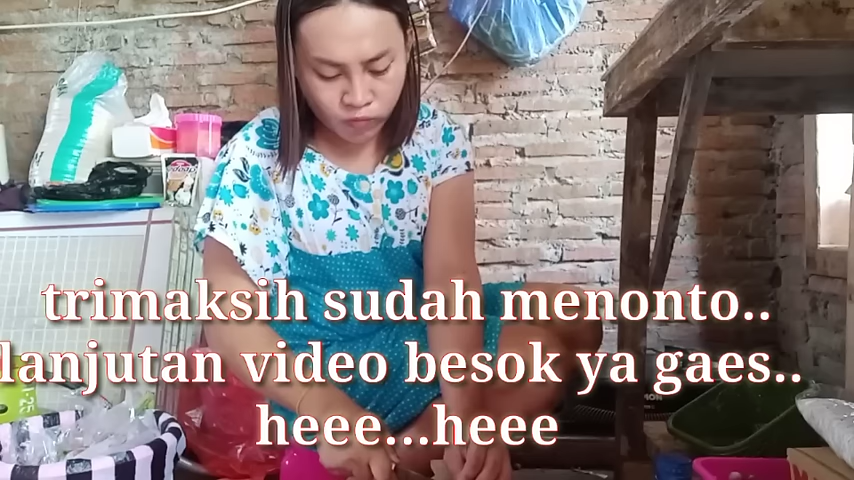 trimaksih sudah menonto..
lanjutan video besok ya gaes..
heee...heee